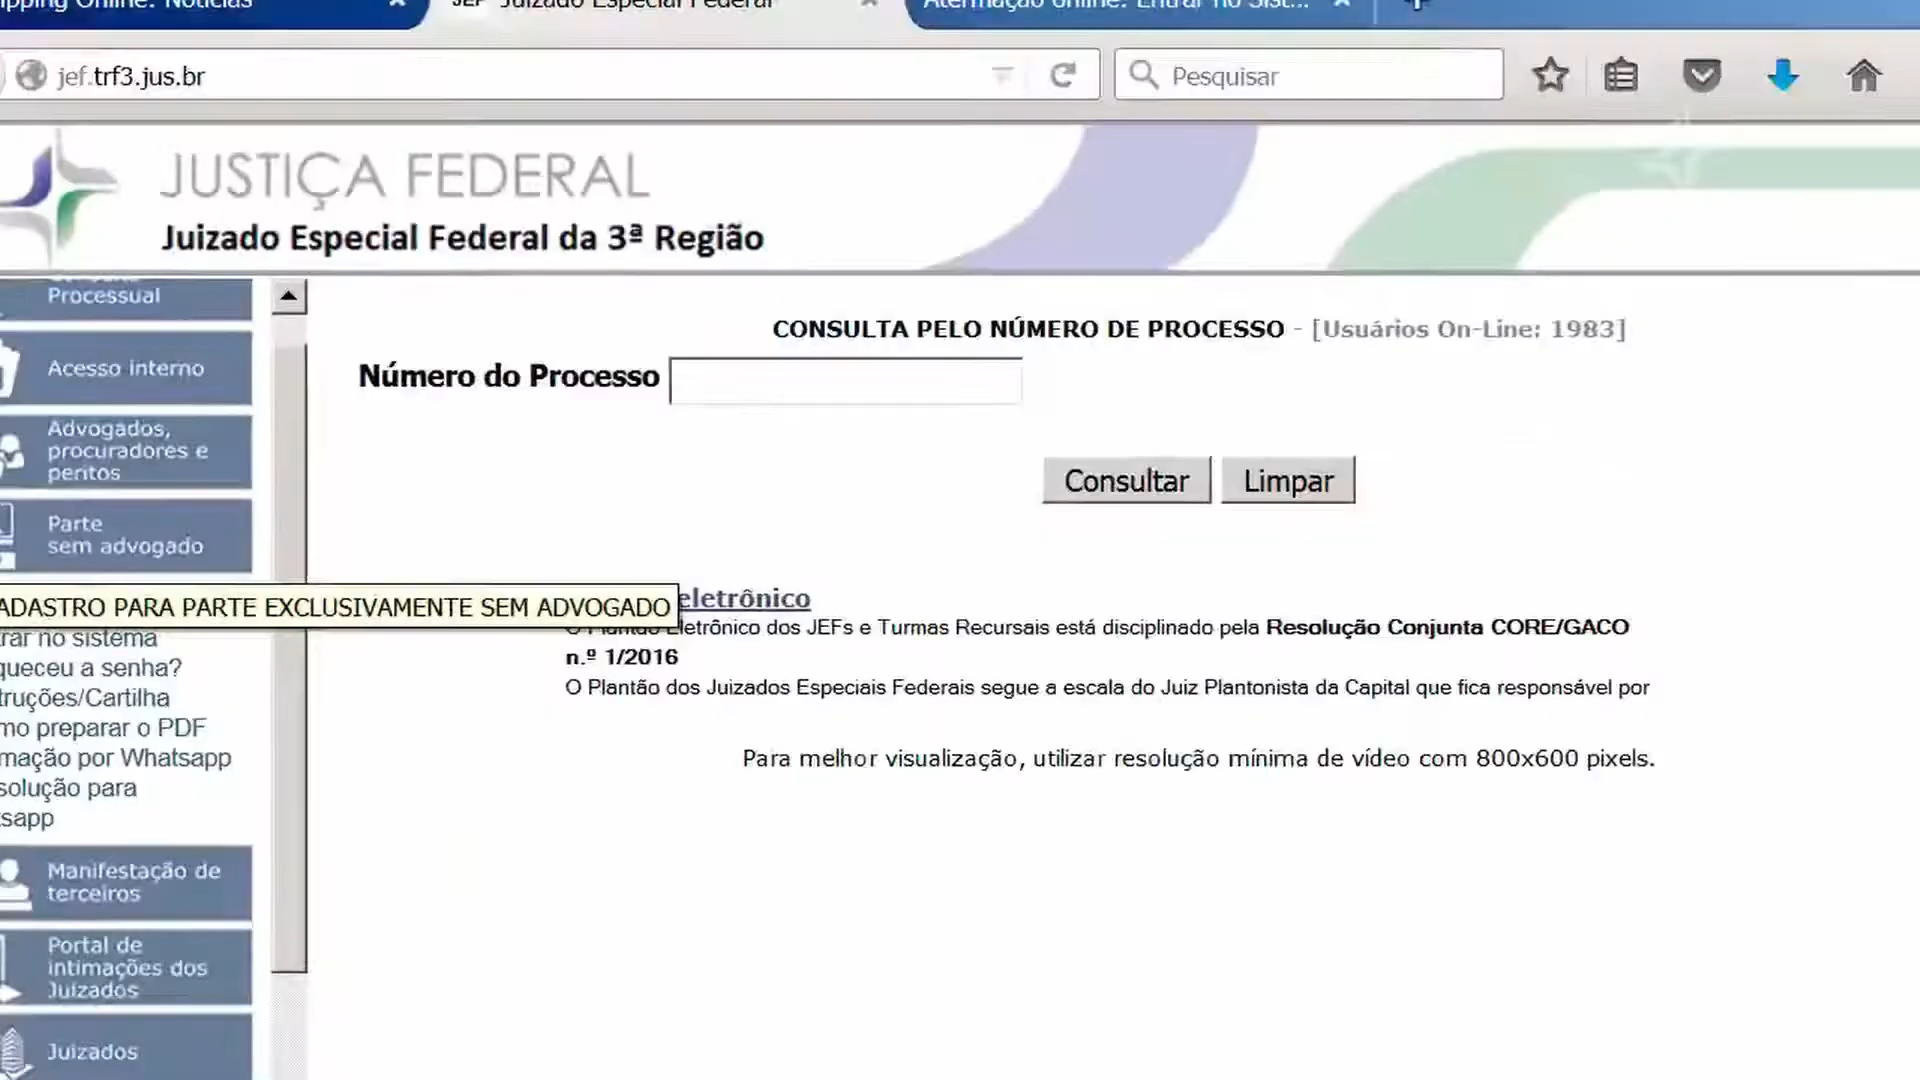 Online: Notícias
Juizado Especial Federal
Atermação online: Entrar no Sist...
jef.trf3.jus.br
Pesquisar
JUSTIÇA FEDERAL
Juizado Especial Federal da 3ª Região
Processual
Acesso interno
Advogados,
procuradores e
peritos
Parte
sem advogado
CONSULTA PELO NÚMERO DE PROCESSO - [Usuários On-Line: 1983]
Número do Processo
Consultar
Limpar
ADASTRO PARA PARTE EXCLUSIVAMENTE SEM ADVOGADO
eletrônico
O Plantão Eletrônico dos JEFs e Turmas Recursais está disciplinado pela Resolução Conjunta CORE/GACO
n.º 1/2016
O Plantão dos Juizados Especiais Federais segue a escala do Juiz Plantonista da Capital que fica responsável por
Para melhor visualização, utilizar resolução mínima de vídeo com 800x600 pixels.
trar no sistema
queceu a senha?
truções/Cartilha
mo preparar o PDF
mação por Whatsapp
solução para
sapp
Manifestação de
terceiros
Portal de
intimações dos
Juizados
Juizados